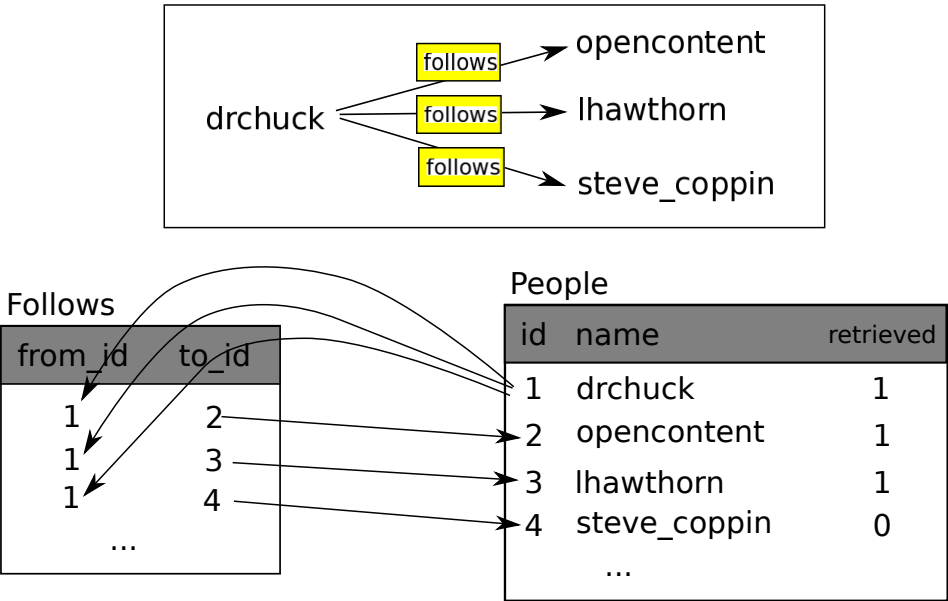 follows opencontent
drchuck follows lhawthorn
follows steve_coppin
Follows
from_id to_id
1 2
1 3
1 4
...
People
id name retrieved
1 drchuck 1
2 opencontent 1
3 lhawthorn 1
4 steve_coppin 0
...